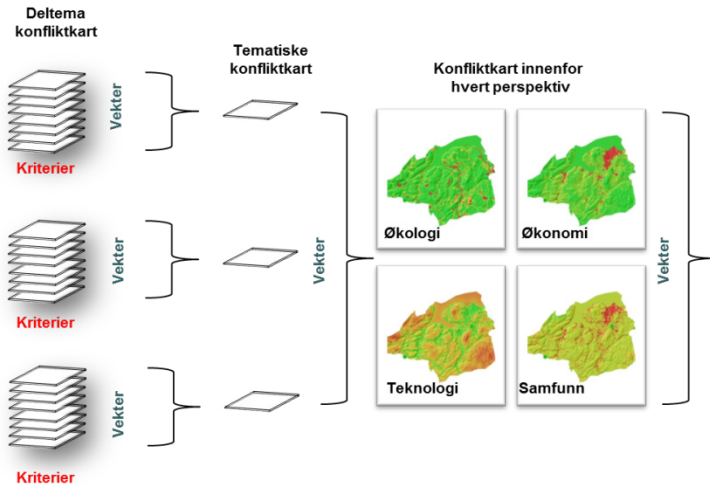 Deltema
konfliktkart
Tematiske
konfliktkart
Konfliktkart innenfor
hvert perspektiv
Vekter
Kriterier
Vekter
Kriterier
Vekter
Kriterier
Vekter
Økologi
Økonomi
Teknologi
Samfunn
Vekter